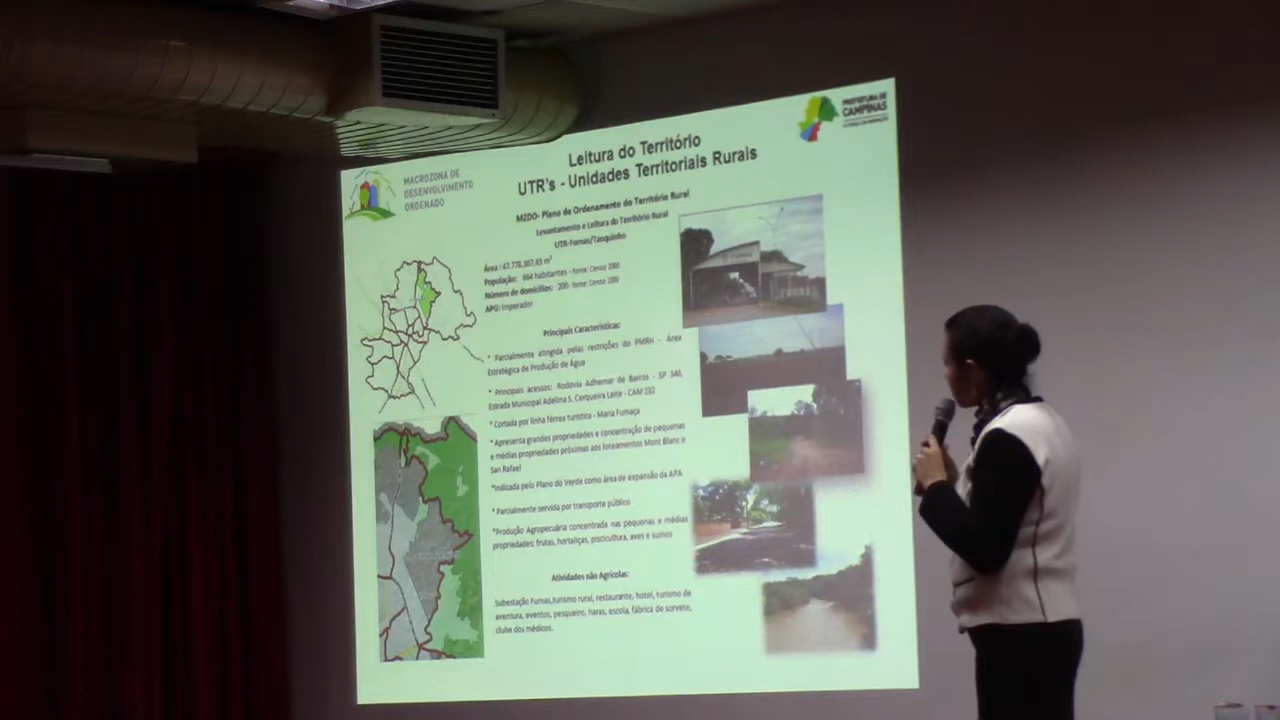 PREFEITURA DE
CAMPINAS
MACROZONA DE
DESENVOLVIMENTO
ORDENADO
Leitura do Território
UTR's - Unidades Territoriais Rurais
MZDO- Plano de Ordenamento do Território Rural
Levantamento e Leitura do Território Rural
UTR-Furnas/Tanquinho
Área : 47.778.307,65 m²
População: 664 habitantes - fonte: Censo 2000
Número de domicílios: 200- fonte: Censo 2000
APG: Imperador
Principais Características:
* Parcialmente atingida pelas restrições do PMRH - Área
Estratégica de Produção de Água
* Principais acessos: Rodovia Adhemar de Barros - SP 340,
Estrada Municipal Adelina S. Cerqueira Leite - CAM 232
* Cortada por linha férrea turística - Maria Fumaça
* Apresenta grandes propriedades e concentração de pequenas
e médias propriedades próximas aos loteamentos Mont Blanc e
San Rafael
*Indicada pelo Plano do Verde como área de expansão da APA
* Parcialmente servida por transporte público
*Produção Agropecuária concentrada nas pequenas e médias
propriedades: frutas, hortaliças, piscicultura, aves e suínos
Atividades não Agrícolas:
Subestação Furnas,turismo rural, restaurante, hotel, turismo de
aventura, eventos, pesqueiro, haras, escola, fábrica de sorvete,
clube dos médicos.